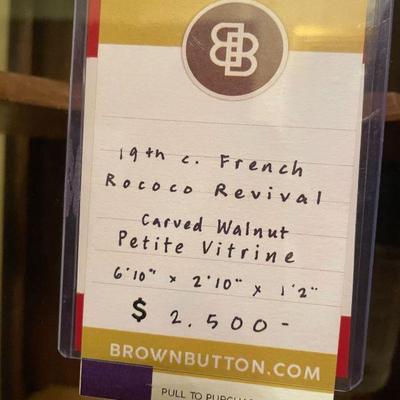 BB
19th c. French
Rococo Revival
Carved Walnut
Petite Vitrine
6'10" x 2'10" x 1'2"
$ 2.500-
BROWNBUTTON.COM
PULL TO PURCHA